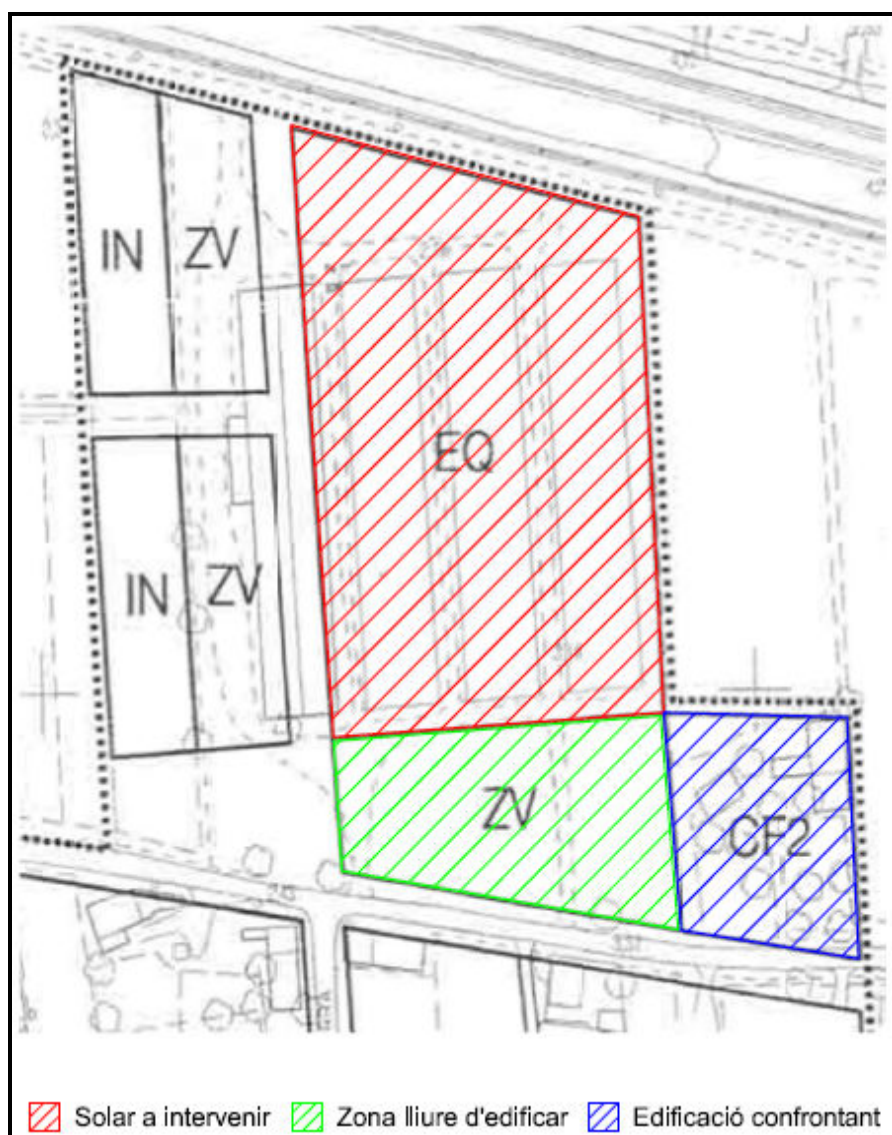 IN ZV
EQ
IN ZV
ZV
CF2
Solar a intervenir Zona lliure d'edificar Edificació confrontant